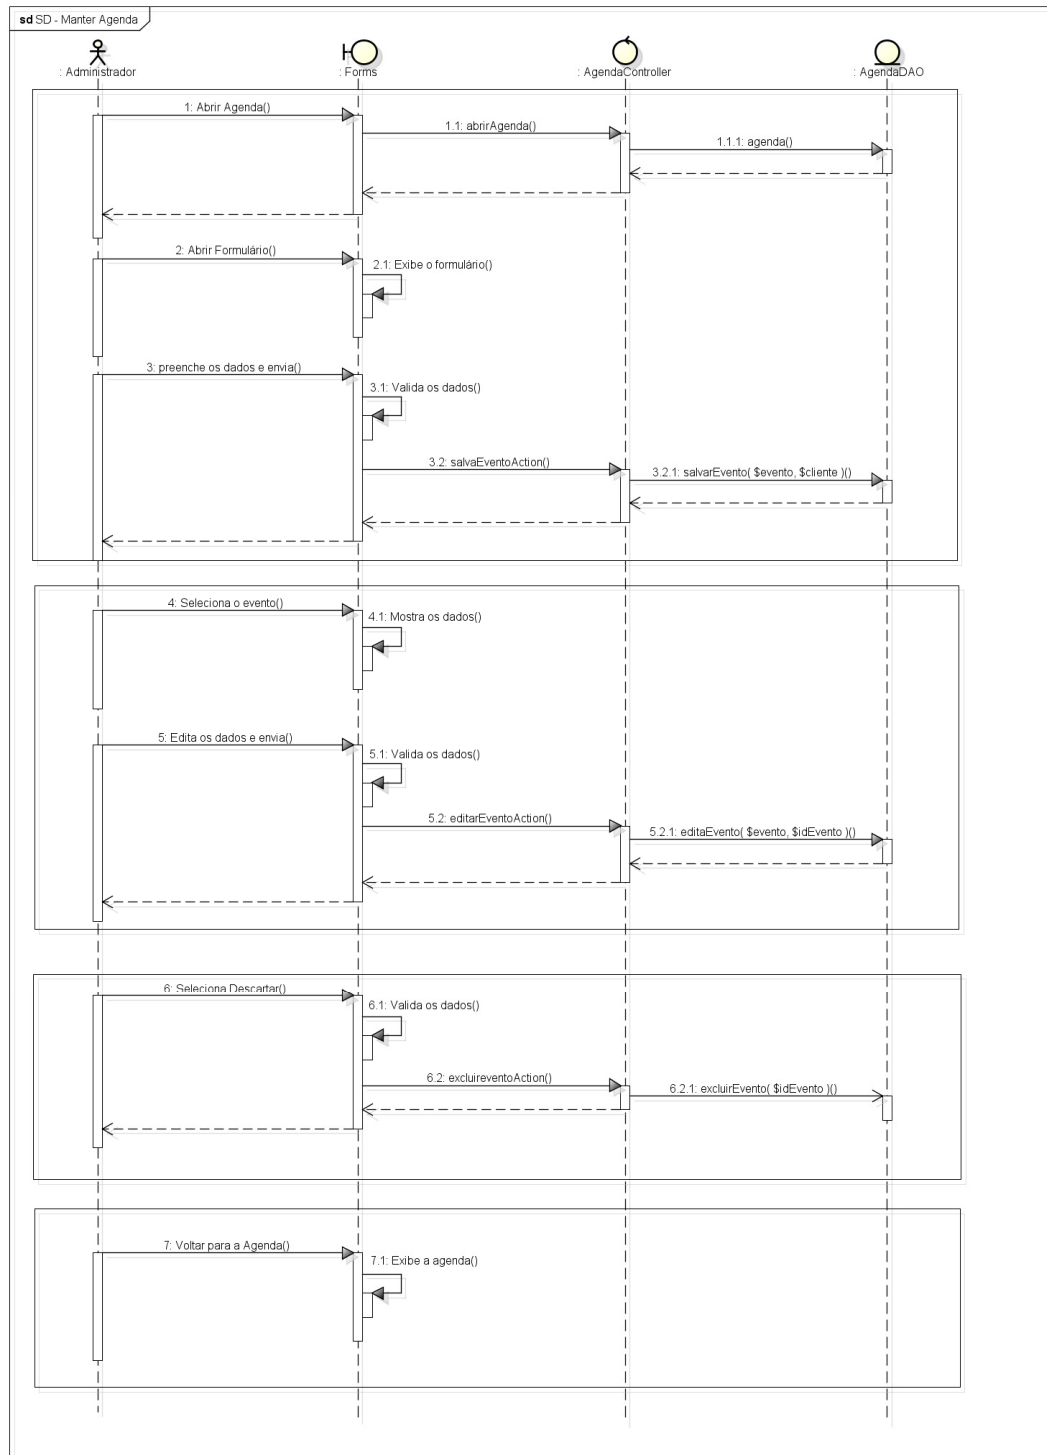 sd SD - Manter Agenda
: Administrador
: Forms
: AgendaController
: AgendaDAO
1: Abrir Agenda()
1.1: abrirAgenda()
1.1.1: agenda()
2: Abrir Formulário()
2.1: Exibe o formulário()
3: preenche os dados e envia()
3.1: Valida os dados()
3.2: salvaEventoAction()
3.2.1: salvarEvento( $evento, $cliente )()
4: Seleciona o evento()
4.1: Mostra os dados()
5: Edita os dados e envia()
5.1: Valida os dados()
5.2: editarEventoAction()
5.2.1: editaEvento( $evento, $idEvento )()
6: Seleciona Descartar()
6.1: Valida os dados()
6.2: excluireventoAction()
6.2.1: excluirEvento( $idEvento )()
7: Voltar para a Agenda()
7.1: Exibe a agenda()